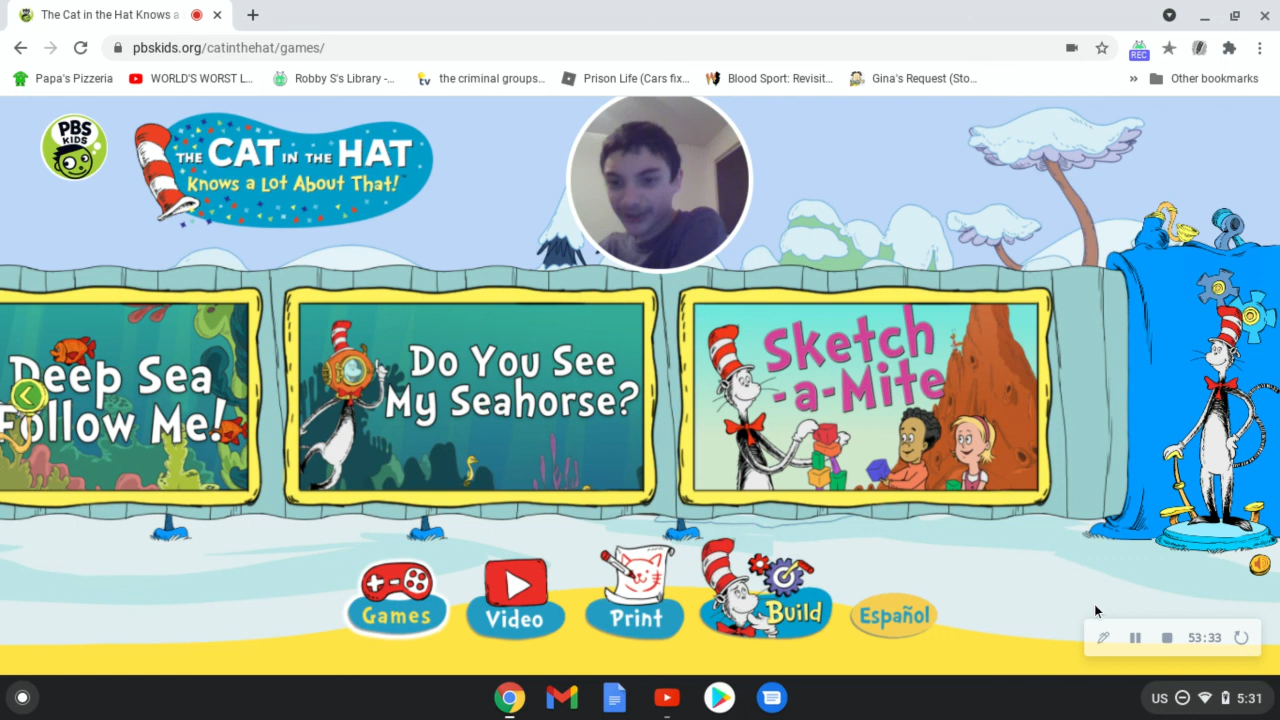 The Cat in the Hat Knows a
pbskids.org/catinthehat/games/
REC
Papa's Pizzeria
WORLD'S WORST L...
Robby S's Library -...
tv
the criminal groups...
Prison Life (Cars fix...
Blood Sport: Revisit...
Gina's Request (Sto...
»
Other bookmarks
PBS
KIDS
THE CAT IN THE HAT
Knows a Lot About That!
Deep Sea
Follow Me!
Do You See
My Seahorse?
Sketch
-a-Mite
Games
Video
Print
Build
Español
53:33
US
5:31